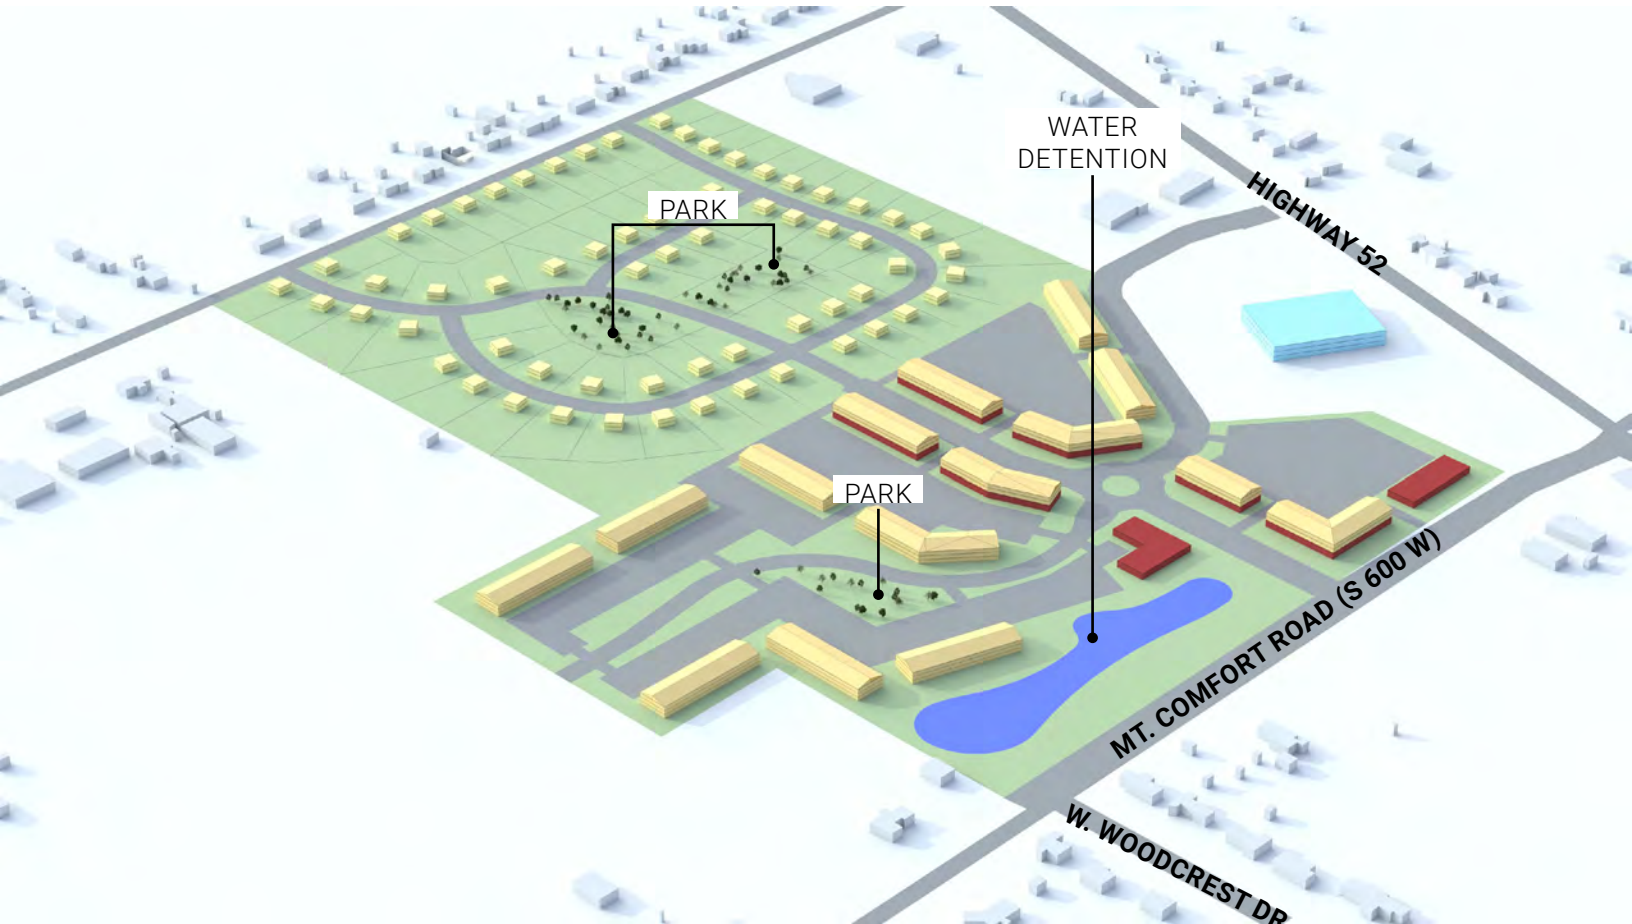 WATER
DETENTION
HIGHWAY 52
PARK
PARK
MT. COMFORT ROAD (S 600 W)
W. WOODCREST DR